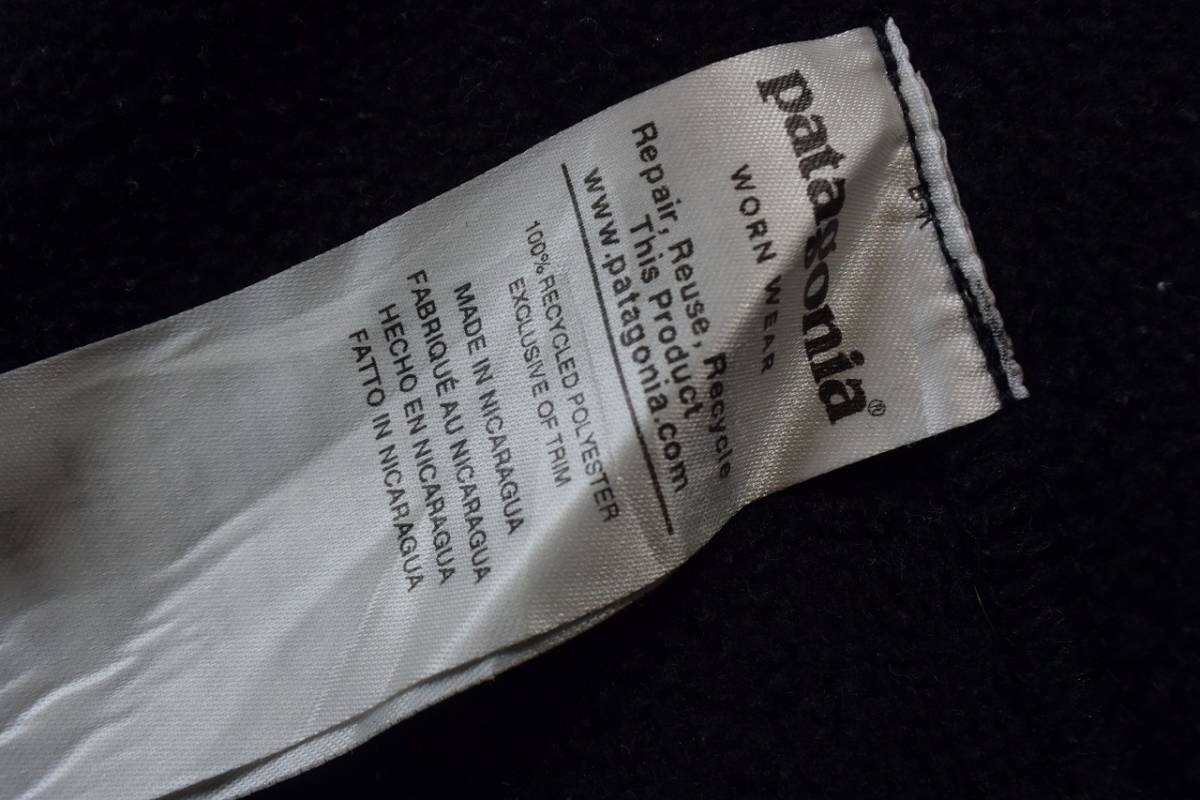 patagonia®
WORN WEAR
Repair, Reuse, Recycle
This Product
www.patagonia.com
100% RECYCLED POLYESTER
EXCLUSIVE OF TRIM
MADE IN NICARAGUA
FABRIQUÉ AU NICARAGUA
HECHO EN NICARAGUA
FATTO IN NICARAGUA